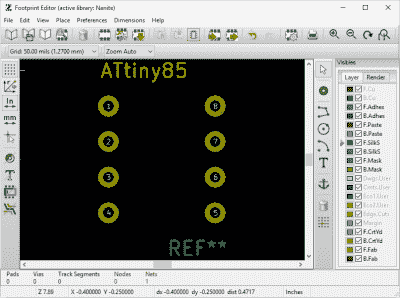 Footprint Editor (active library: Nanite)
File Edit View Place Preferences Dimensions Help
Grid: 50.00 mils (1.2700 mm) Zoom Auto
In
mm
ATtiny85
1 8
2 7
3 6
4 5
REF**
Visibles
Layer Render
F.Cu
B.Cu
F.Adhes
B.Adhes
F.Paste
B.Paste
F.SilkS
B.SilkS
F.Mask
B.Mask
Dwgs.User
Cmts.User
Eco1.User
Eco2.User
Edge.Cuts
Margin
F.CrtYd
B.CrtYd
F.Fab
B.Fab
Pads Vias Track Segments Nodes Nets
0 0 0 0 1
Z 7.89 X -0.400000 Y -0.250000 dx -0.400000 dy -0.250000 dist 0.4717 Inches